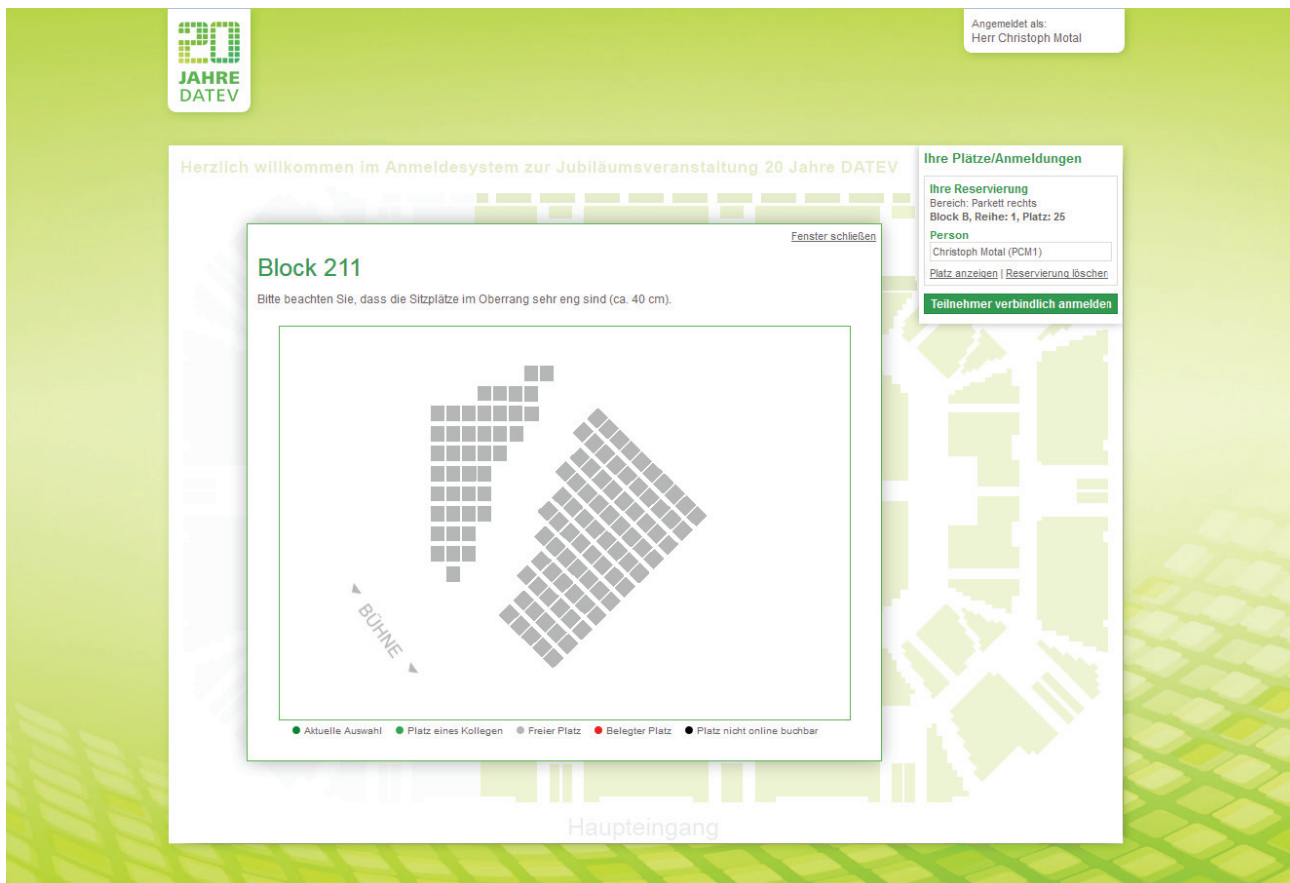 20
JAHRE
DATEV
Angemeldet als:
Herr Christoph Motal
Herzlich willkommen im Anmeldesystem zur Jubiläumsveranstaltung 20 Jahre DATEV
Ihre Plätze/Anmeldungen
Ihre Reservierung
Bereich: Parkett rechts
Block B, Reihe: 1, Platz: 25
Person
Christoph Motal (PCM1)
Platz anzeigen | Reservierung löschen
Teilnehmer verbindlich anmelden
Fenster schließen
Block 211
Bitte beachten Sie, dass die Sitzplätze im Oberrang sehr eng sind (ca. 40 cm).
BÜHNE
Aktuelle Auswahl Platz eines Kollegen Freier Platz Belegter Platz Platz nicht online buchbar
Haupteingang